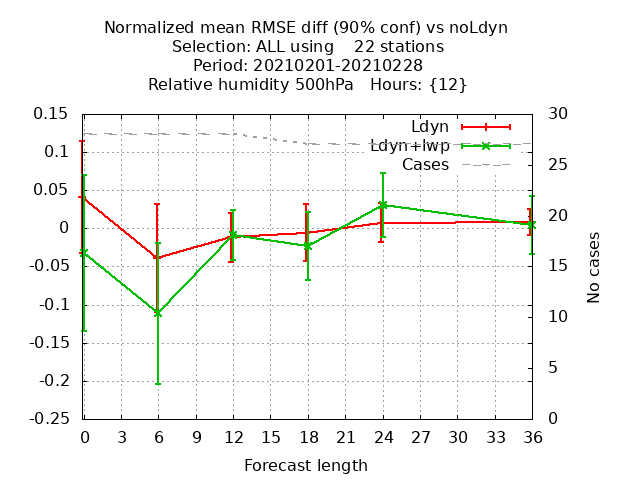 Normalized mean RMSE diff (90% conf) vs noLdyn
Selection: ALL using 22 stations
Period: 20210201-20210228
Relative humidity 500hPa Hours: {12}
0.15
0.1
0.05
0
-0.05
-0.1
-0.15
-0.2
-0.25
30
25
20
15
10
5
0
Ldyn
Ldyn+lwp
Cases
No cases
0 3 6 9 12 15 18 21 24 27 30 33 36
Forecast length